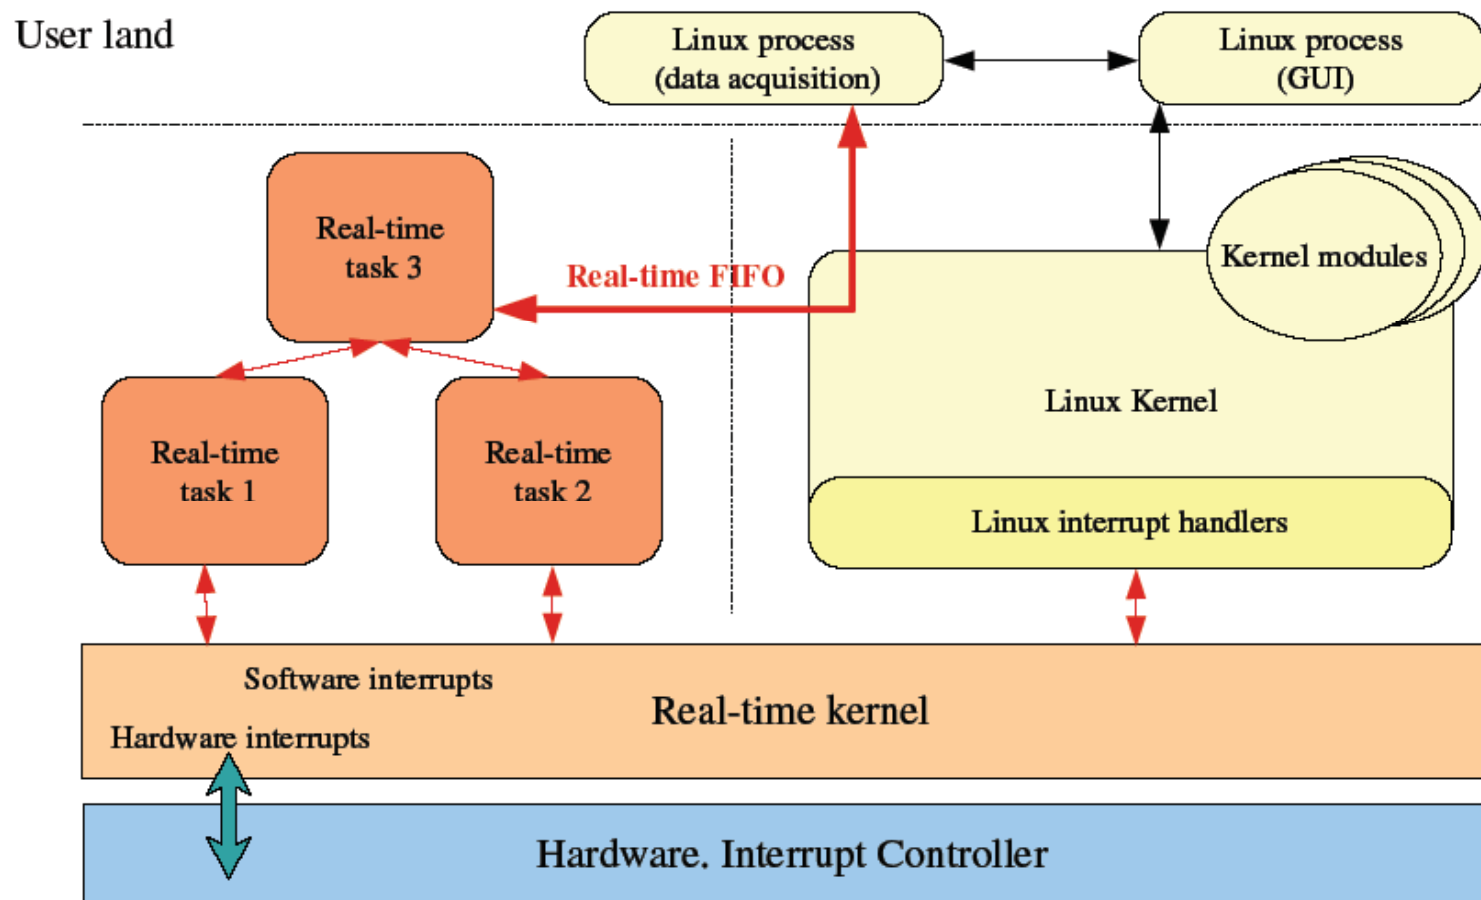 User land
Linux process
(data acquisition)
Linux process
(GUI)
Real-time
task 3
Real-time FIFO
Kernel modules
Linux Kernel
Real-time
task 1
Real-time
task 2
Linux interrupt handlers
Software interrupts
Real-time kernel
Hardware interrupts
Hardware. Interrupt Controller